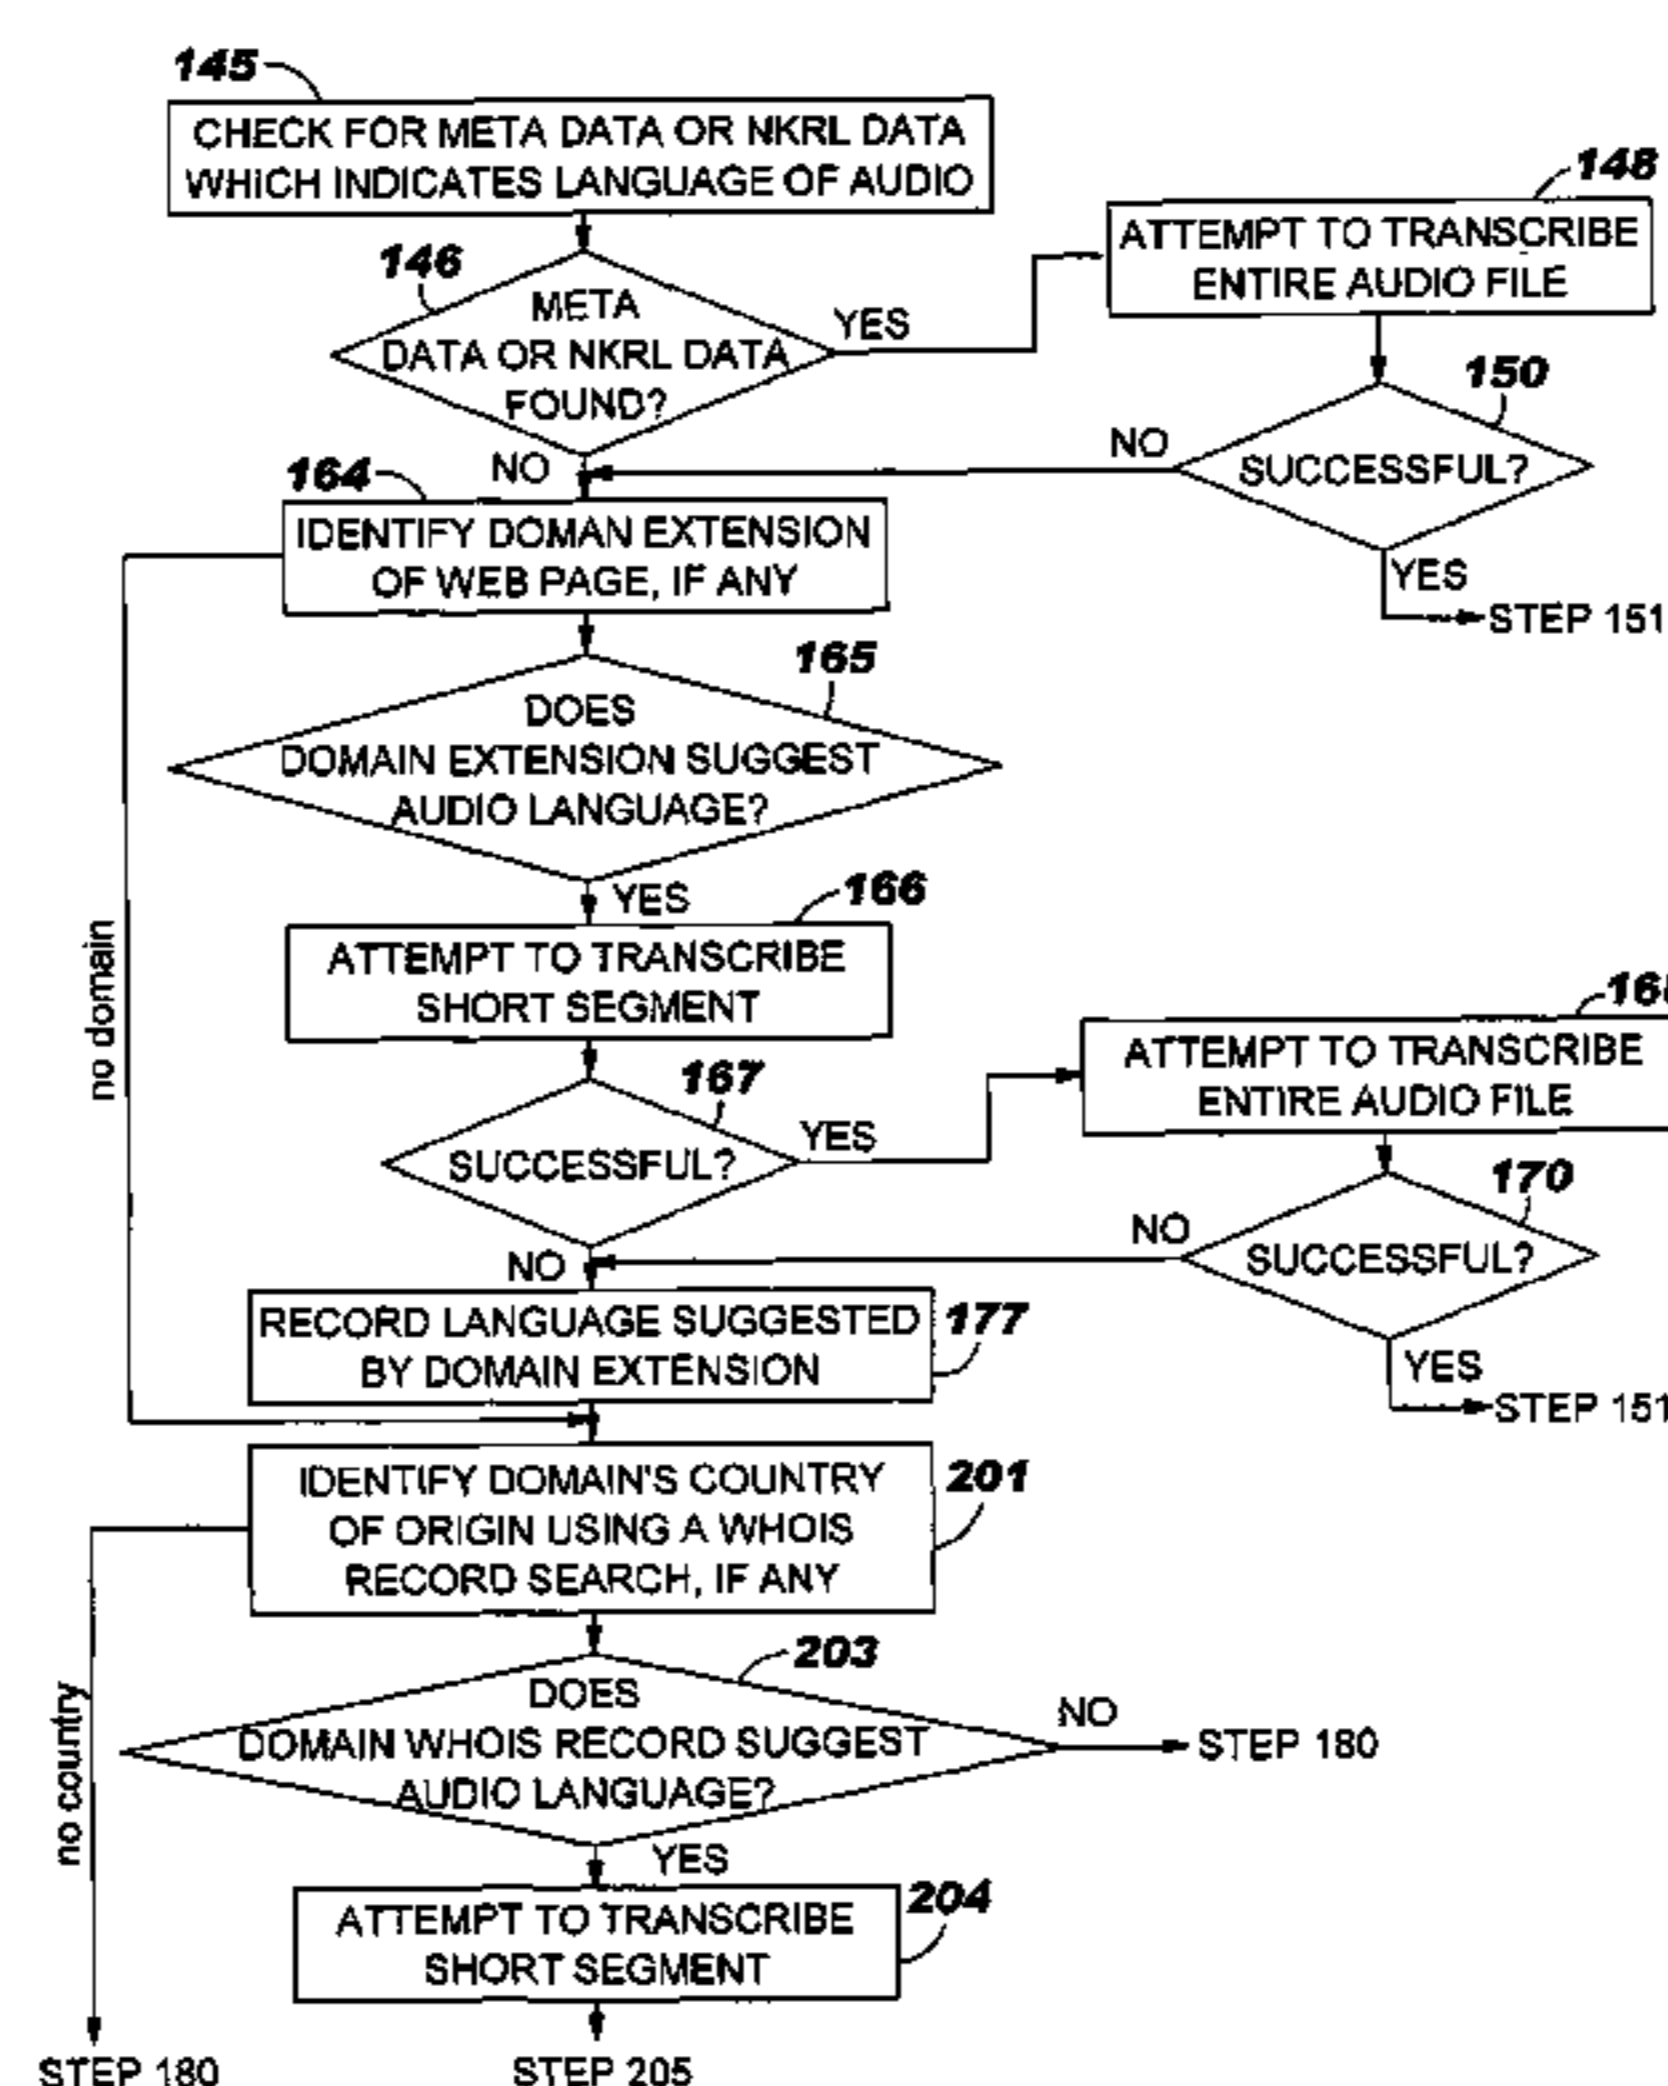 145
CHECK FOR META DATA OR NKRL DATA
WHICH INDICATES LANGUAGE OF AUDIO
148
ATTEMPT TO TRANSCRIBE
ENTIRE AUDIO FILE
146
META
DATA OR NKRL DATA
FOUND?
YES
NO
150
SUCCESSFUL?
NO
YES
STEP 151
164
IDENTIFY DOMAN EXTENSION
OF WEB PAGE, IF ANY
no domain
165
DOES
DOMAIN EXTENSION SUGGEST
AUDIO LANGUAGE?
YES
166
ATTEMPT TO TRANSCRIBE
SHORT SEGMENT
167
SUCCESSFUL?
YES
NO
ATTEMPT TO TRANSCRIBE
ENTIRE AUDIO FILE
170
SUCCESSFUL?
NO
YES
STEP 151
RECORD LANGUAGE SUGGESTED
BY DOMAIN EXTENSION
177
IDENTIFY DOMAIN'S COUNTRY
OF ORIGIN USING A WHOIS
RECORD SEARCH, IF ANY
201
no country
203
DOES
DOMAIN WHOIS RECORD SUGGEST
AUDIO LANGUAGE?
NO
STEP 180
YES
204
ATTEMPT TO TRANSCRIBE
SHORT SEGMENT
STEP 180
STEP 205